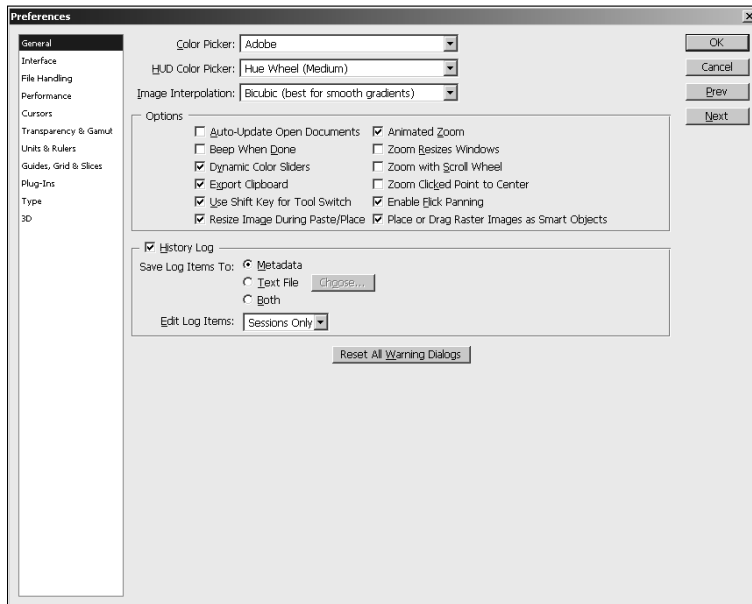 Preferences
General
Interface
File Handling
Performance
Cursors
Transparency & Gamut
Units & Rulers
Guides, Grid & Slices
Plug-Ins
Type
3D
Color Picker: Adobe
HUD Color Picker: Hue Wheel (Medium)
Image Interpolation: Bicubic (best for smooth gradients)
Options
Auto-Update Open Documents
Beep When Done
Dynamic Color Sliders
Export Clipboard
Use Shift Key for Tool Switch
Resize Image During Paste/Place
Animated Zoom
Zoom Resizes Windows
Zoom with Scroll Wheel
Zoom Clicked Point to Center
Enable Flick Panning
Place or Drag Raster Images as Smart Objects
History Log
Save Log Items To: Metadata
Text File Choose...
Both
Edit Log Items: Sessions Only
Reset All Warning Dialogs
OK
Cancel
Prev
Next